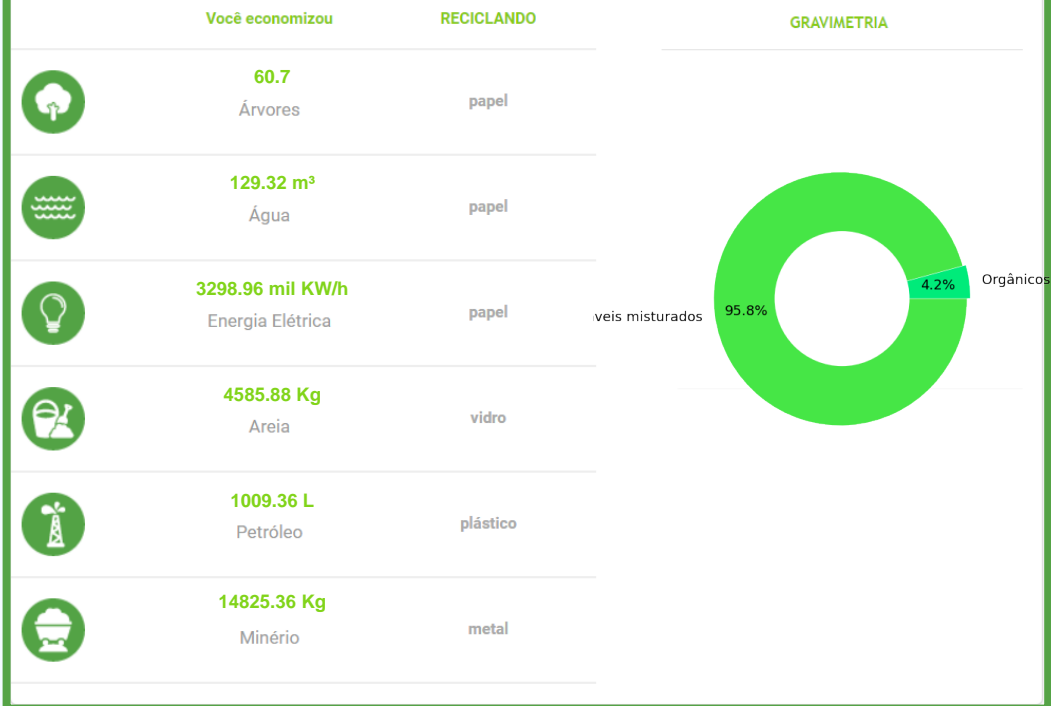 Você economizou
RECICLANDO
60.7
Árvores
papel
129.32 m³
Água
papel
3298.96 mil KW/h
Energia Elétrica
papel
4585.88 Kg
Areia
vidro
1009.36 L
Petróleo
plástico
14825.36 Kg
Minério
metal
GRAVIMETRIA
Orgânicos
4.2%
95.8%
veis misturados